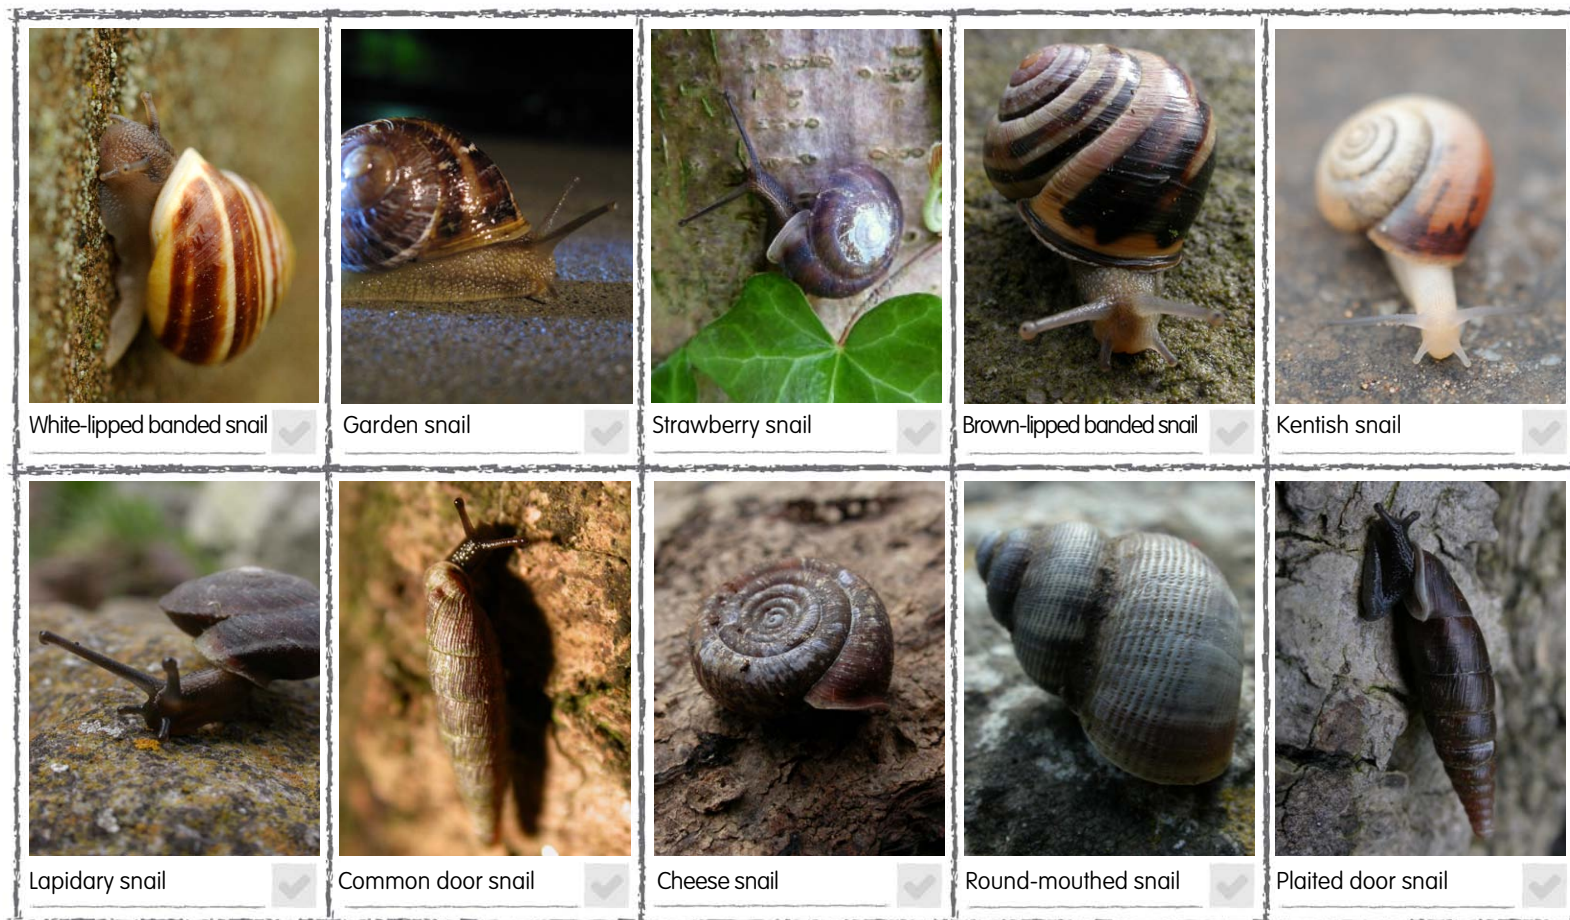 White-lipped banded snail
Garden snail
Strawberry snail
Brown-lipped banded snail
Kentish snail
Lapidary snail
Common door snail
Cheese snail
Round-mouthed snail
Plaited door snail